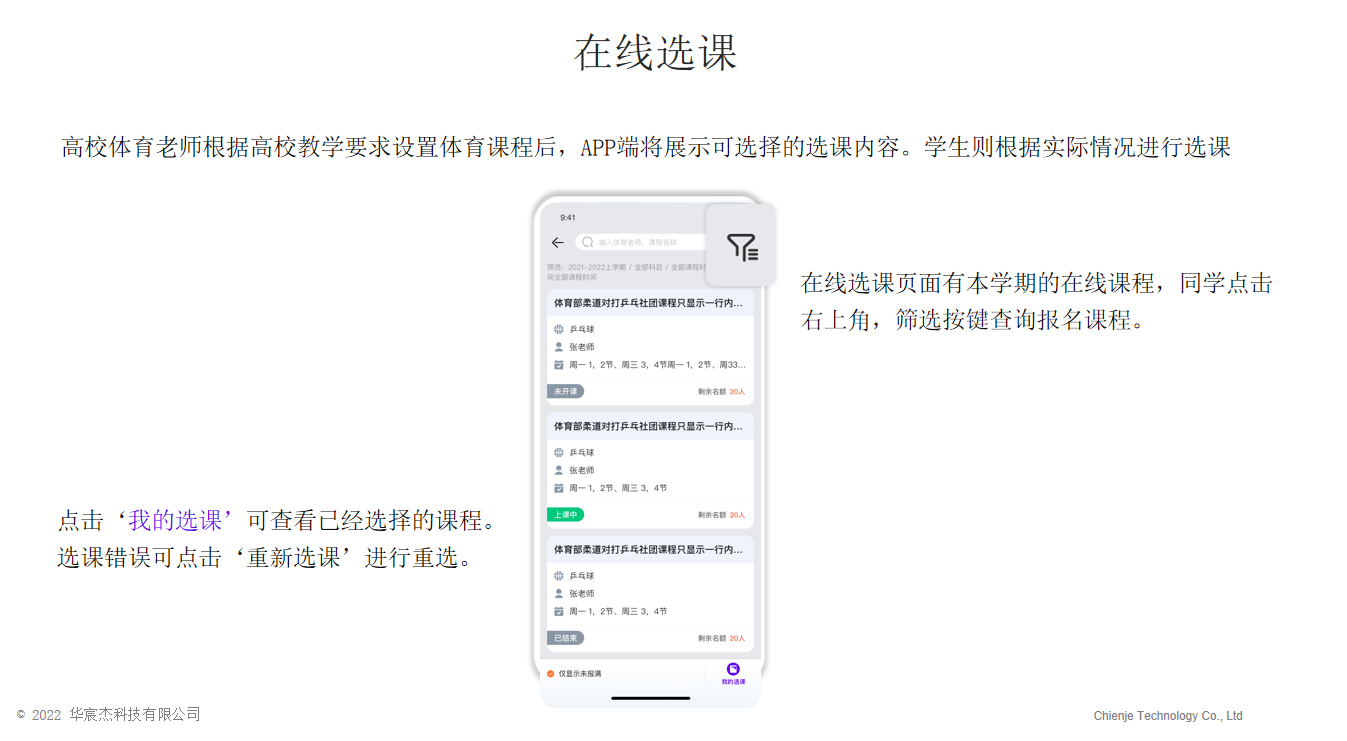 在线选课
高校体育老师根据高校教学要求设置体育课程后，APP端将展示可选择的选课内容。学生则根据实际情况进行选课
9:41
输入体育老师、课程名称
筛选：2021-2022上学期 / 全部科目 / 全部课程时
间全部课程时间
体育部柔道对打乒乓社团课程只显示一行内...
乒乓球
张老师
周一 1，2节、周三 3，4节周一 1，2节、周33...
未开课
剩余名额 20人
体育部柔道对打乒乓社团课程只显示一行内...
乒乓球
张老师
周一 1，2节、周三 3，4节
上课中
剩余名额 20人
体育部柔道对打乒乓社团课程只显示一行内...
乒乓球
张老师
周一 1，2节、周三 3，4节
已结束
剩余名额 20人
仅显示未报满
我的选课
在线选课页面有本学期的在线课程，同学点击
右上角，筛选按键查询报名课程。
点击‘我的选课’可查看已经选择的课程。
选课错误可点击‘重新选课’进行重选。
© 2022 华宸杰科技有限公司
Chienje Technology Co., Ltd